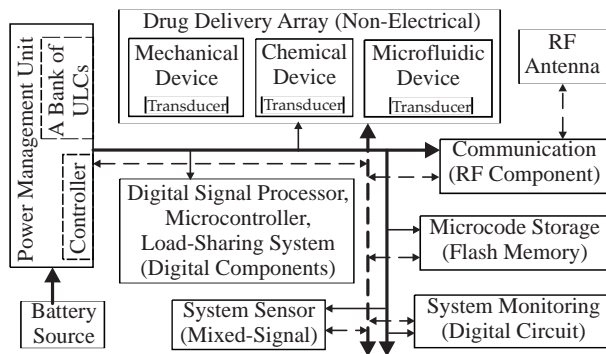 Drug Delivery Array (Non-Electrical)
Mechanical
Device
Transducer
Chemical
Device
Transducer
Microfluidic
Device
Transducer
RF
Antenna
Power Management Unit
A Bank of
ULCs
Controller
Communication
(RF Component)
Digital Signal Processor,
Microcontroller,
Load-Sharing System
(Digital Components)
Microcode Storage
(Flash Memory)
Battery
Source
System Sensor
(Mixed-Signal)
System Monitoring
(Digital Circuit)